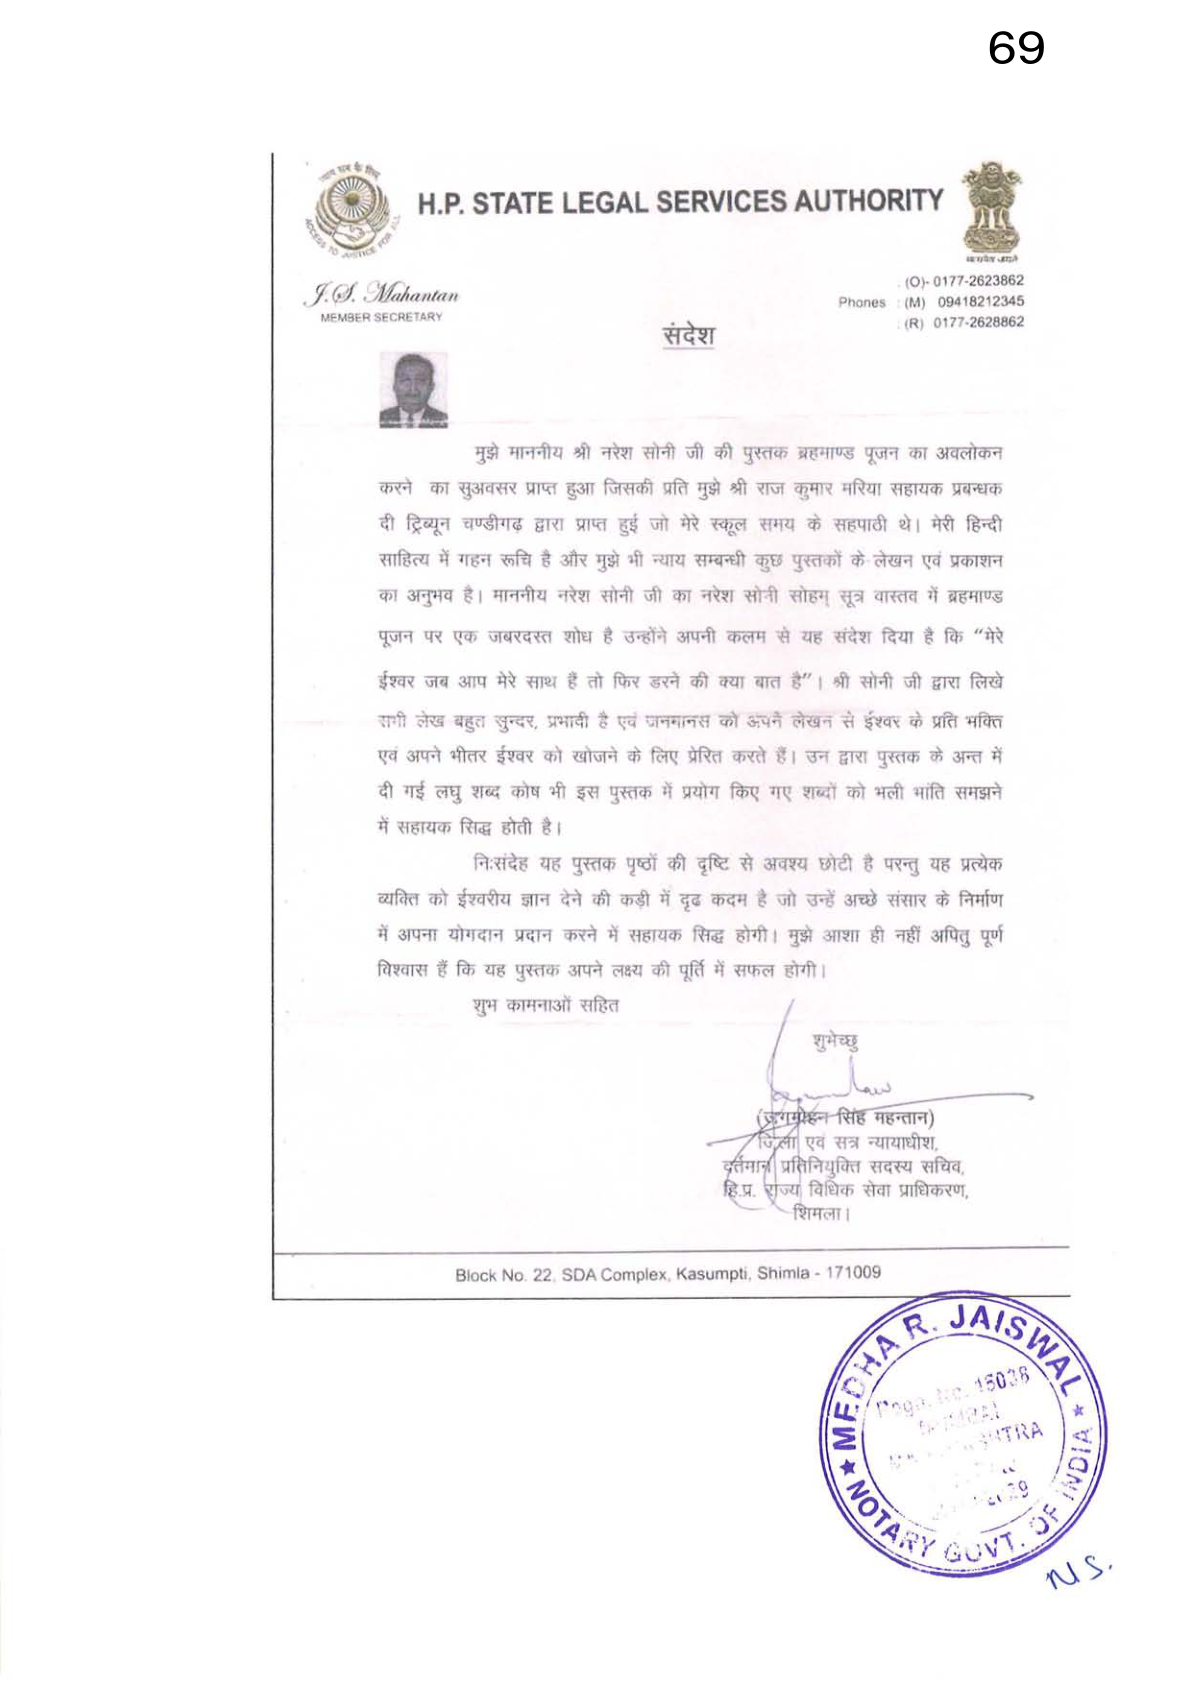 69
न्याय सब के लिए
ACCESS TO JUSTICE FOR ALL
H.P. STATE LEGAL SERVICES AUTHORITY
सत्यमेव जयते
J.S. Mahantan
MEMBER SECRETARY
: (O)- 0177-2623862
Phones : (M) 09418212345
: (R) 0177-2628862
संदेश
मुझे माननीय श्री नरेश सोनी जी की पुस्तक ब्रहमाण्ड पूजन का अवलोकन
करने का सुअवसर प्राप्त हुआ जिसकी प्रति मुझे श्री राज कुमार मरिया सहायक प्रबन्धक
दी ट्रिब्यून चण्डीगढ़ द्वारा प्राप्त हुई जो मेरे स्कूल समय के सहपाठी थे। मेरी हिन्दी
साहित्य में गहन रूचि है और मुझे भी न्याय सम्बन्धी कुछ पुस्तकों के लेखन एवं प्रकाशन
का अनुभव है। माननीय नरेश सोनी जी का नरेश सोनी सोहम् सूत्र वास्तव में ब्रहमाण्ड
पूजन पर एक जबरदस्त शोध है उन्होंने अपनी कलम से यह संदेश दिया है कि “मेरे
ईश्वर जब आप मेरे साथ हैं तो फिर डरने की क्या बात है”। श्री सोनी जी द्वारा लिखे
सभी लेख बहुत सुन्दर, प्रभावी है एवं जनमानस को अपने लेखन से ईश्वर के प्रति भक्ति
एवं अपने भीतर ईश्वर को खोजने के लिए प्रेरित करते हैं। उन द्वारा पुस्तक के अन्त में
दी गई लघु शब्द कोष भी इस पुस्तक में प्रयोग किए गए शब्दों को भली भांति समझने
में सहायक सिद्ध होती है।
नि:संदेह यह पुस्तक पृष्ठों की दृष्टि से अवश्य छोटी है परन्तु यह प्रत्येक
व्यक्ति को ईश्वरीय ज्ञान देने की कड़ी में दृढ कदम है जो उन्हें अच्छे संसार के निर्माण
में अपना योगदान प्रदान करने में सहायक सिद्ध होगी। मुझे आशा ही नहीं अपितु पूर्ण
विश्वास हैं कि यह पुस्तक अपने लक्ष्य की पूर्ति में सफल होगी।
शुभ कामनाओं सहित
शुभेच्छु
(जगमोहन सिंह महन्तान)
जिला एवं सत्र न्यायाधीश,
वर्तमान प्रतिनियुक्ति सदस्य सचिव,
हि.प्र. राज्य विधिक सेवा प्राधिकरण,
शिमला।
Block No. 22, SDA Complex, Kasumpti, Shimla - 171009
MEDHA R. JAISWAL
NOTARY GOVT. OF INDIA
N.S.